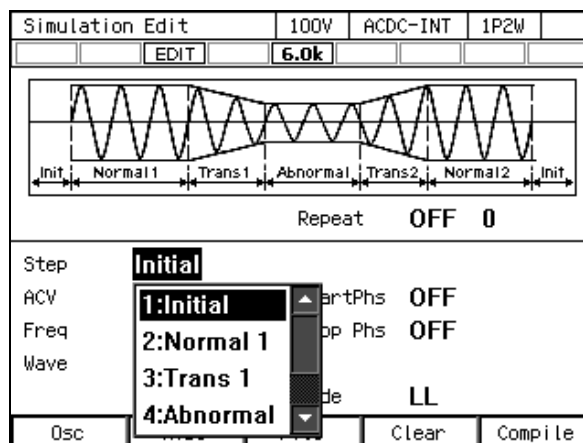 Simulation Edit 100V ACDC-INT 1P2W
EDIT 6.0k
Init Normal1 Trans1 Abnormal Trans2 Normal2 Init
Repeat OFF 0
Step Initial
ACV 1:Initial artPhs OFF
Freq 2:Normal 1 op Phs OFF
Wave 3:Trans 1
4:Abnormal de LL
Osc Clear Compile